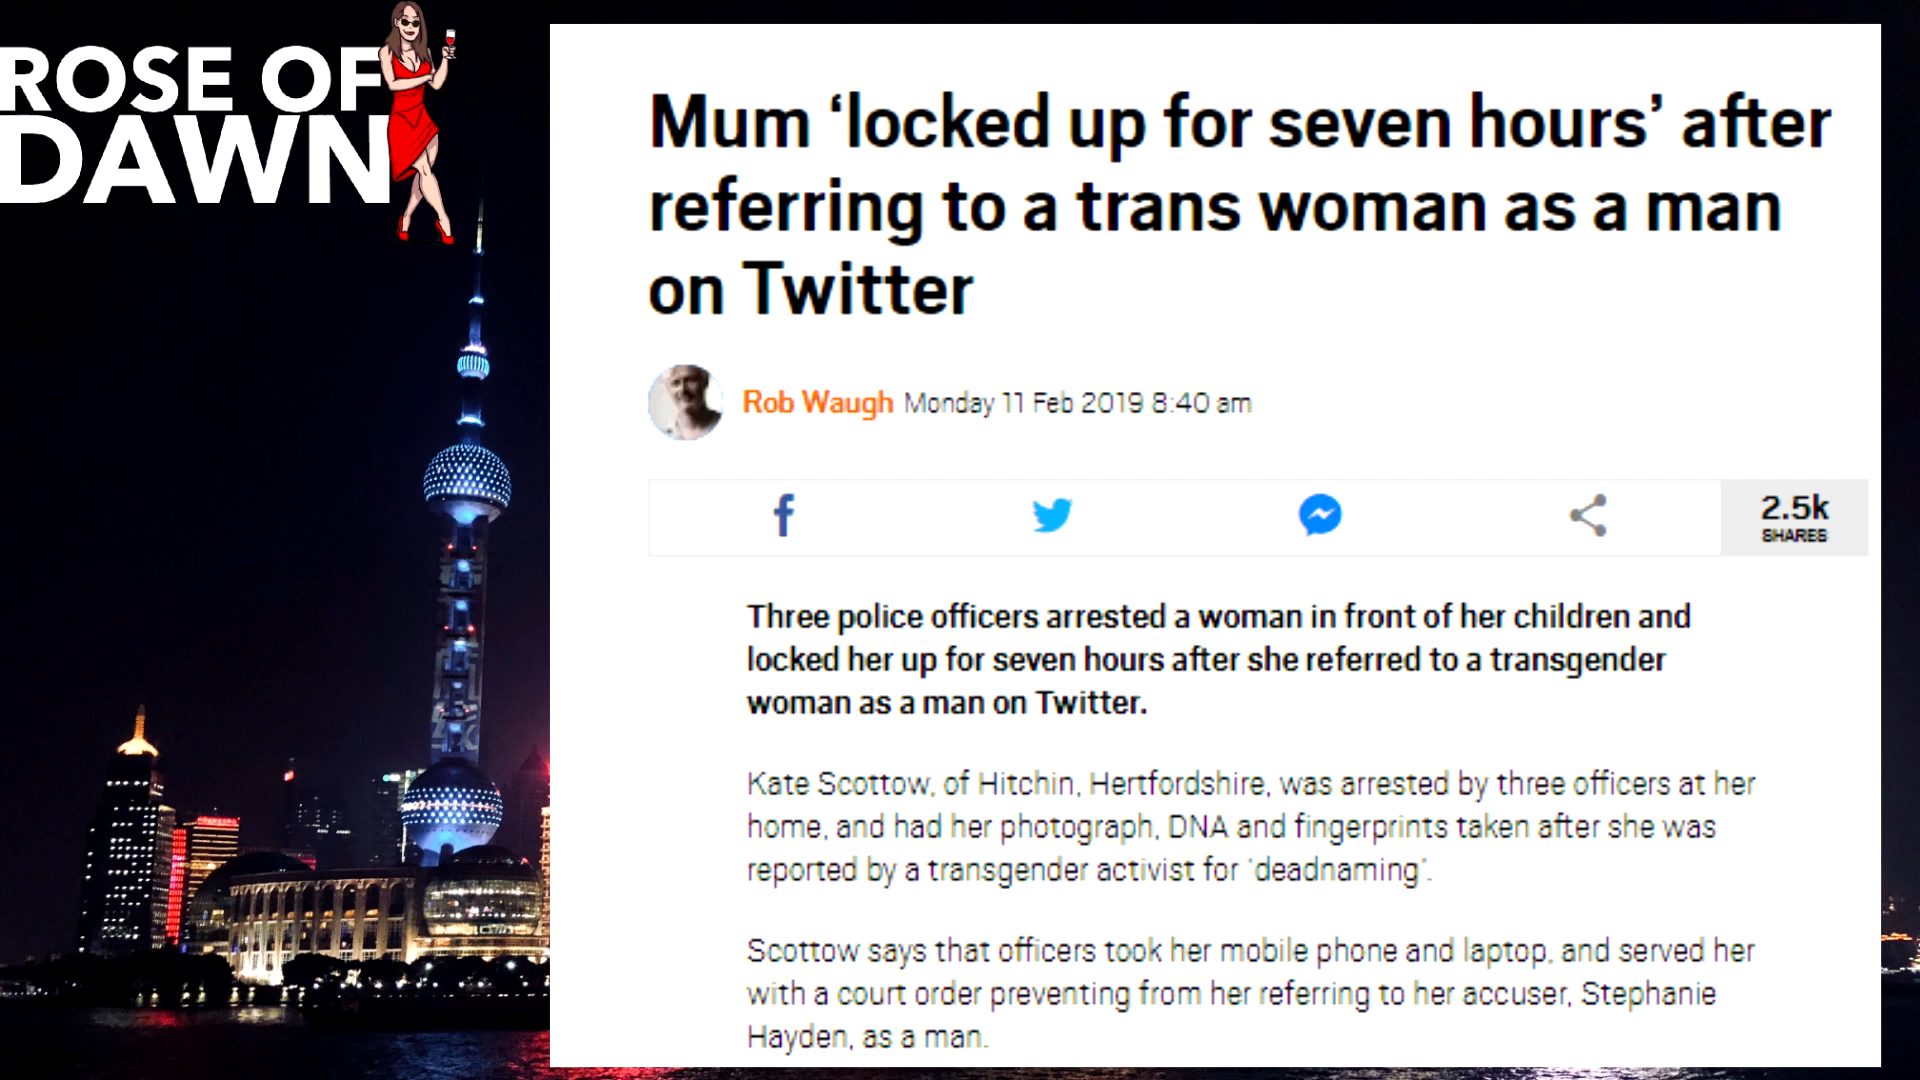 ROSE OF
DAWN
Mum ‘locked up for seven hours’ after
referring to a trans woman as a man
on Twitter
Rob Waugh Monday 11 Feb 2019 8:40 am
2.5k
SHARES
Three police officers arrested a woman in front of her children and
locked her up for seven hours after she referred to a transgender
woman as a man on Twitter.
Kate Scottow, of Hitchin, Hertfordshire, was arrested by three officers at her
home, and had her photograph, DNA and fingerprints taken after she was
reported by a transgender activist for ‘deadnaming’.
Scottow says that officers took her mobile phone and laptop, and served her
with a court order preventing from her referring to her accuser, Stephanie
Hayden, as a man.